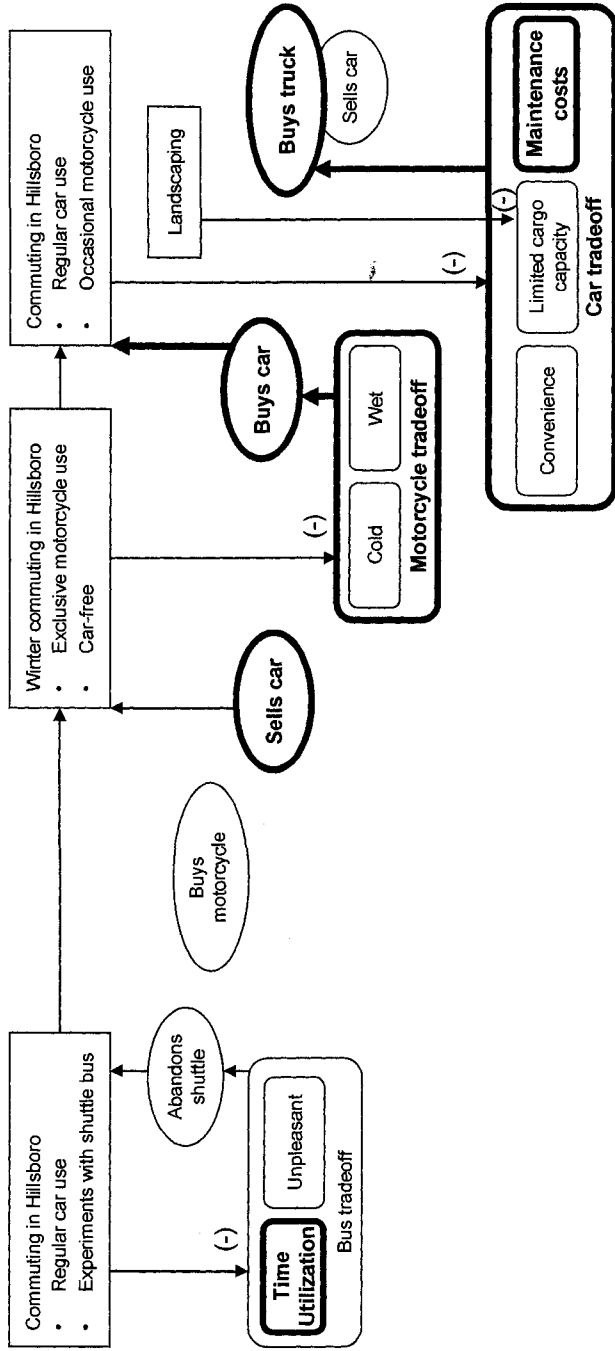 Commuting in Hillsboro
• Regular car use
• Experiments with shuttle bus
(-)
Abandons
shuttle
Time
Utilization
Unpleasant
Bus tradeoff
Buys
motorcycle
Winter commuting in Hillsboro
• Exclusive motorcycle use
• Car-free
Sells car
(-)
Cold
Wet
Motorcycle tradeoff
Buys car
Commuting in Hillsboro
• Regular car use
• Occasional motorcycle use
Landscaping
(-)
(-)
Buys truck
Sells car
Convenience
Limited cargo
capacity
Maintenance
costs
Car tradeoff